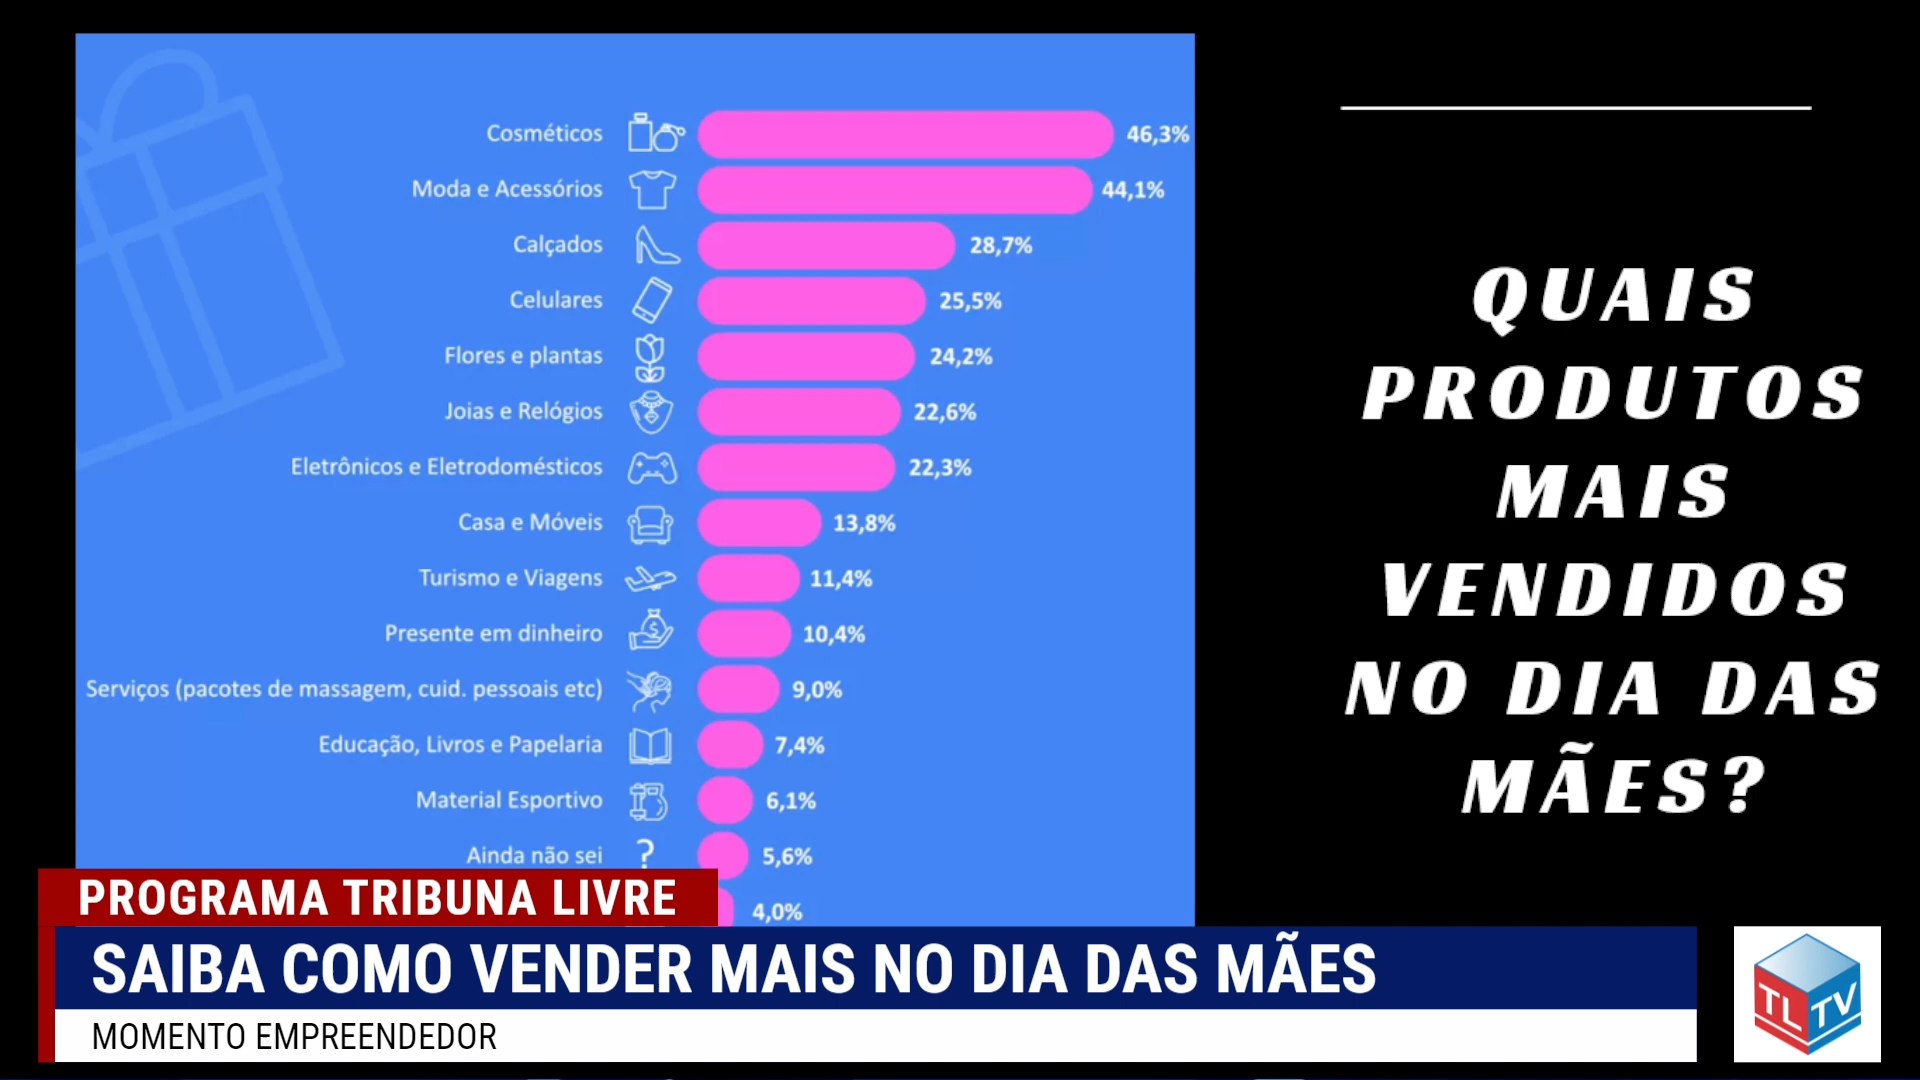 Cosméticos 46,3%
Moda e Acessórios 44,1%
Calçados 28,7%
Celulares 25,5%
Flores e plantas 24,2%
Joias e Relógios 22,6%
Eletrônicos e Eletrodomésticos 22,3%
Casa e Móveis 13,8%
Turismo e Viagens 11,4%
Presente em dinheiro 10,4%
Serviços (pacotes de massagem, cuid. pessoais etc) 9,0%
Educação, Livros e Papelaria 7,4%
Material Esportivo 6,1%
Ainda não sei ? 5,6%
4,0%
QUAIS
PRODUTOS
MAIS
VENDIDOS
NO DIA DAS
MÃES?
PROGRAMA TRIBUNA LIVRE
SAIBA COMO VENDER MAIS NO DIA DAS MÃES
MOMENTO EMPREENDEDOR
TL TV